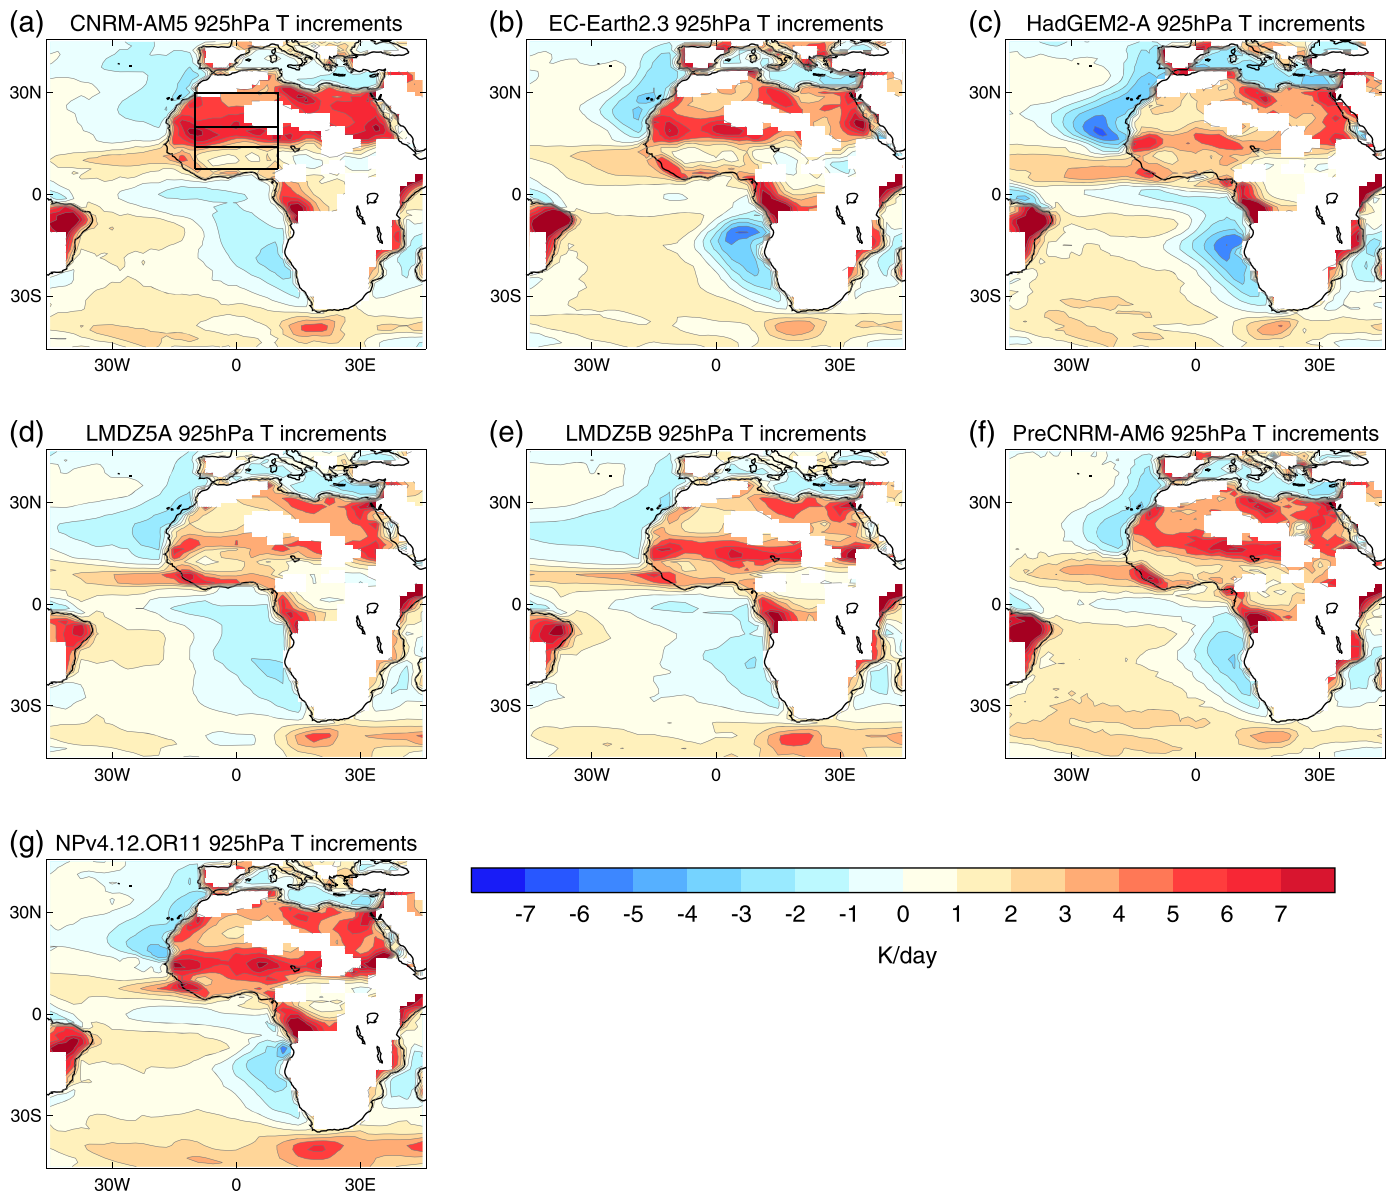 (a) CNRM-AM5 925hPa T increments
30N
0
30S
30W 0 30E
(b) EC-Earth2.3 925hPa T increments
30N
0
30S
30W 0 30E
(c) HadGEM2-A 925hPa T increments
30N
0
30S
30W 0 30E
(d) LMDZ5A 925hPa T increments
30N
0
30S
30W 0 30E
(e) LMDZ5B 925hPa T increments
30N
0
30S
30W 0 30E
(f) PreCNRM-AM6 925hPa T increments
30N
0
30S
30W 0 30E
(g) NPv4.12.OR11 925hPa T increments
30N
0
30S
30W 0 30E
-7 -6 -5 -4 -3 -2 -1 0 1 2 3 4 5 6 7
K/day